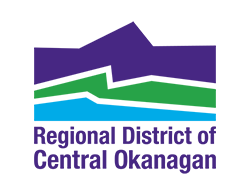 Regional District of
Central Okanagan